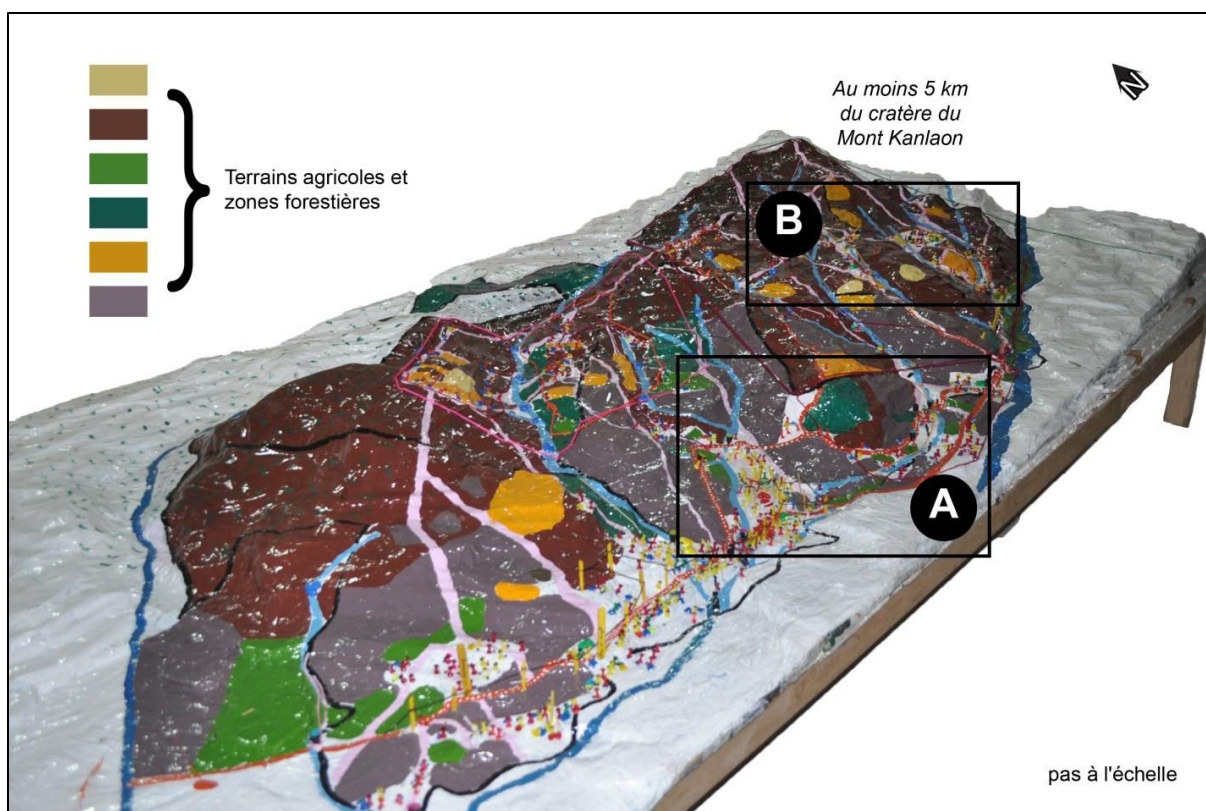 Au moins 5 km
du cratère du
Mont Kanlaon
N
Terrains agricoles et
zones forestières
B
A
pas à l'échelle